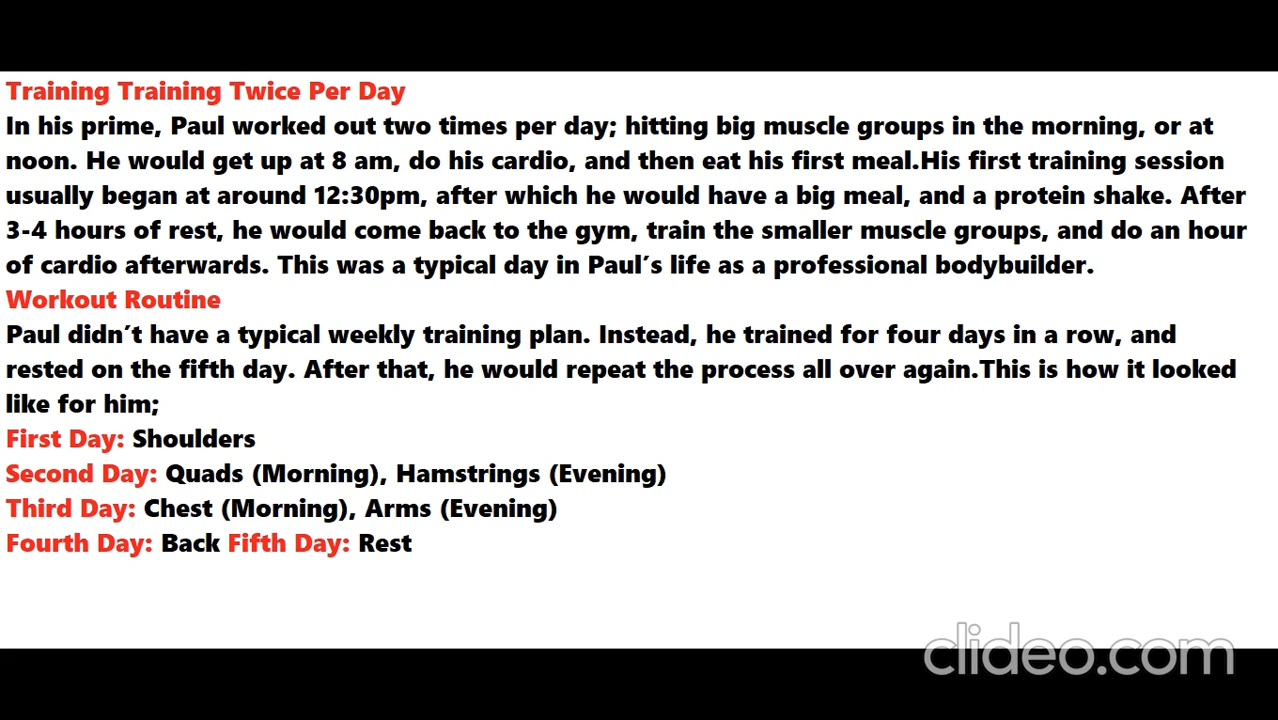 Training Training Twice Per Day
In his prime, Paul worked out two times per day; hitting big muscle groups in the morning, or at
noon. He would get up at 8 am, do his cardio, and then eat his first meal.His first training session
usually began at around 12:30pm, after which he would have a big meal, and a protein shake. After
3-4 hours of rest, he would come back to the gym, train the smaller muscle groups, and do an hour
of cardio afterwards. This was a typical day in Paul’s life as a professional bodybuilder.
Workout Routine
Paul didn’t have a typical weekly training plan. Instead, he trained for four days in a row, and
rested on the fifth day. After that, he would repeat the process all over again.This is how it looked
like for him;
First Day: Shoulders
Second Day: Quads (Morning), Hamstrings (Evening)
Third Day: Chest (Morning), Arms (Evening)
Fourth Day: Back Fifth Day: Rest
clideo.com